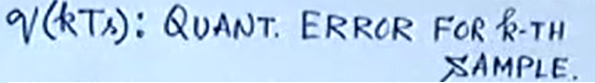 q(kTs): QUANT. ERROR FOR k-TH
SAMPLE.